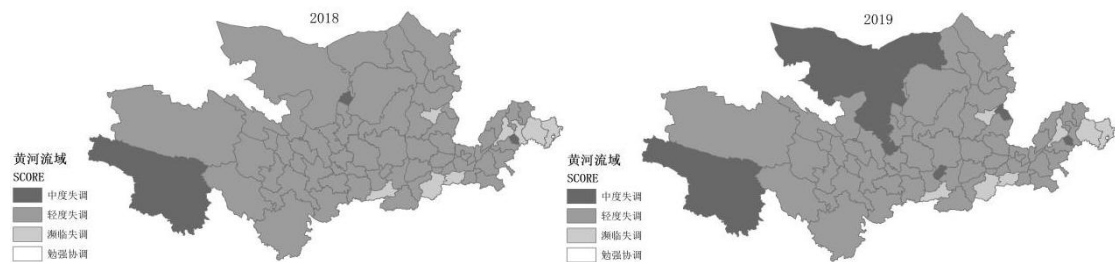 2018
黄河流域
SCORE
中度失调
轻度失调
濒临失调
勉强协调
2019
黄河流域
SCORE
中度失调
轻度失调
濒临失调
勉强协调